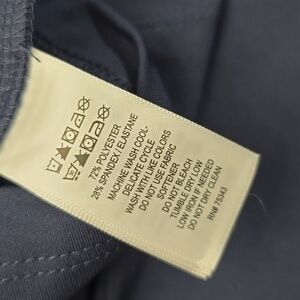 72% POLYESTER
28% SPANDEX / ELASTANE
MACHINE WASH COOL-
DELICATE CYCLE
WASH WITH LIKE COLORS
DO NOT USE FABRIC
SOFTENER
DO NOT BLEACH
TUMBLE DRY LOW
LOW IRON IF NEEDED
DO NOT DRY CLEAN
RN# 75343